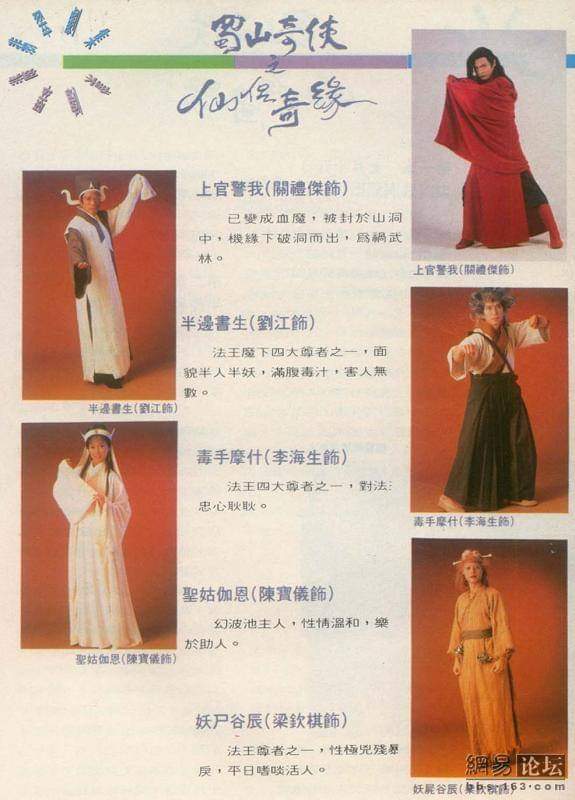 蜀山奇俠
之
仙侶奇緣
上官警我(關禮傑飾)
已變成血魔，被封於山洞
中，機緣下破洞而出，爲禍武
林。
上官警我(關禮傑飾)
半邊書生(劉江飾)
法王魔下四大尊者之一，面
貌半人半妖，滿腹毒汁，害人無
數。
半邊書生(劉江飾)
毒手摩什(李海生飾)
法王四大尊者之一，對法
忠心耿耿。
毒手摩什(李海生飾)
聖姑伽恩(陳寶儀飾)
幻波池主人，性情溫和，樂
於助人。
聖姑伽恩(陳寶儀飾)
妖尸谷辰(梁欽棋飾)
法王尊者之一，性極兇殘暴
戾，平日嗜啖活人。
妖屍谷辰(梁欽棋飾)
網易 论坛
bbs.163.com